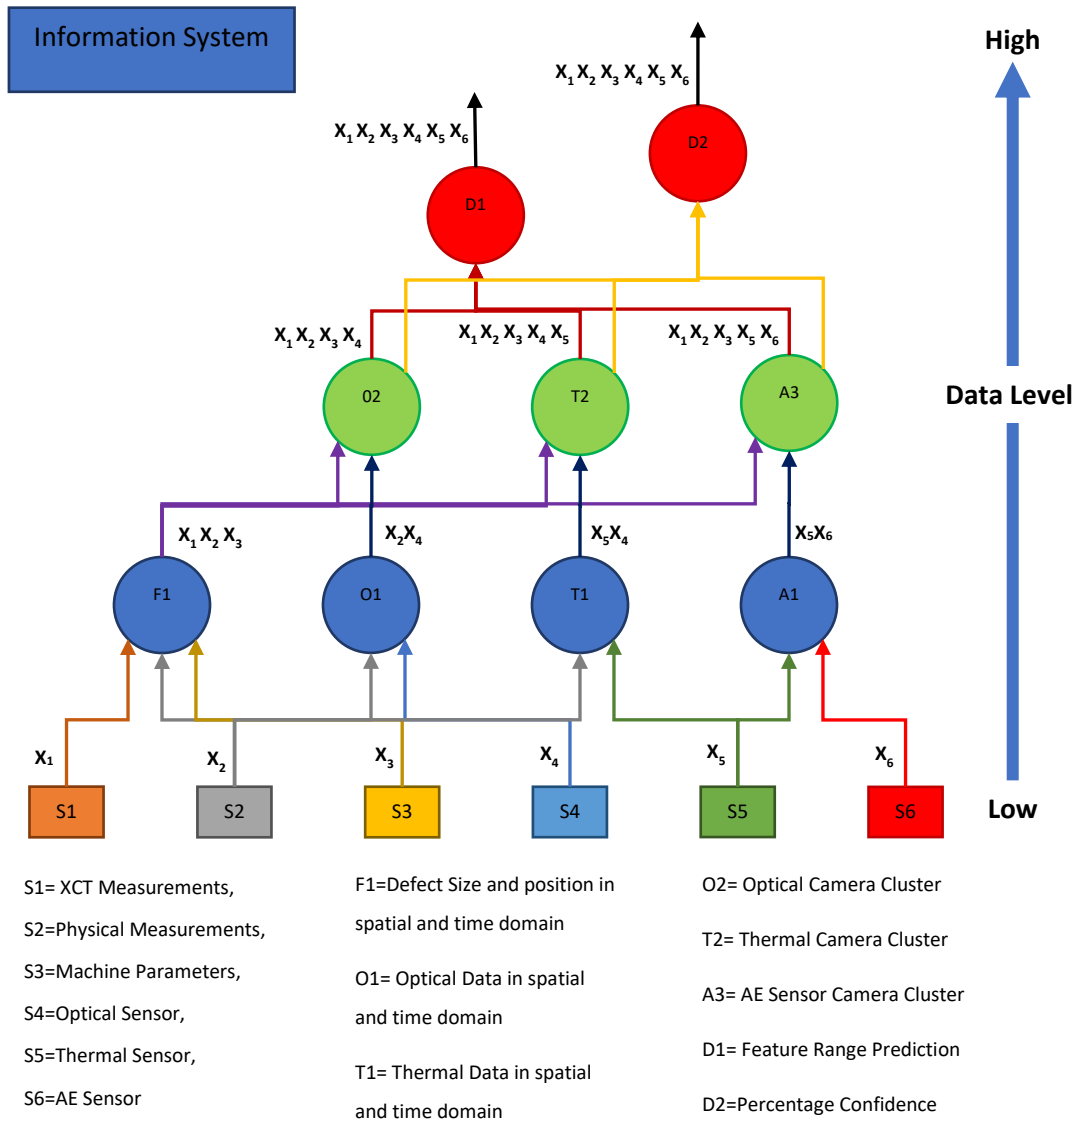 Information System
High
X1 X2 X3 X4 X5 X6
D2
X1 X2 X3 X4 X5 X6
D1
X1 X2 X3 X4
X1 X2 X3 X4 X5
X1 X2 X3 X5 X6
Data Level
02
T2
A3
X1 X2 X3
X2X4
X5X4
X5X6
F1
O1
T1
A1
X1
X2
X3
X4
X5
X6
S1
S2
S3
S4
S5
S6
Low
S1= XCT Measurements,
S2=Physical Measurements,
S3=Machine Parameters,
S4=Optical Sensor,
S5=Thermal Sensor,
S6=AE Sensor
F1=Defect Size and position in
spatial and time domain
O1= Optical Data in spatial
and time domain
T1= Thermal Data in spatial
and time domain
O2= Optical Camera Cluster
T2= Thermal Camera Cluster
A3= AE Sensor Camera Cluster
D1= Feature Range Prediction
D2=Percentage Confidence